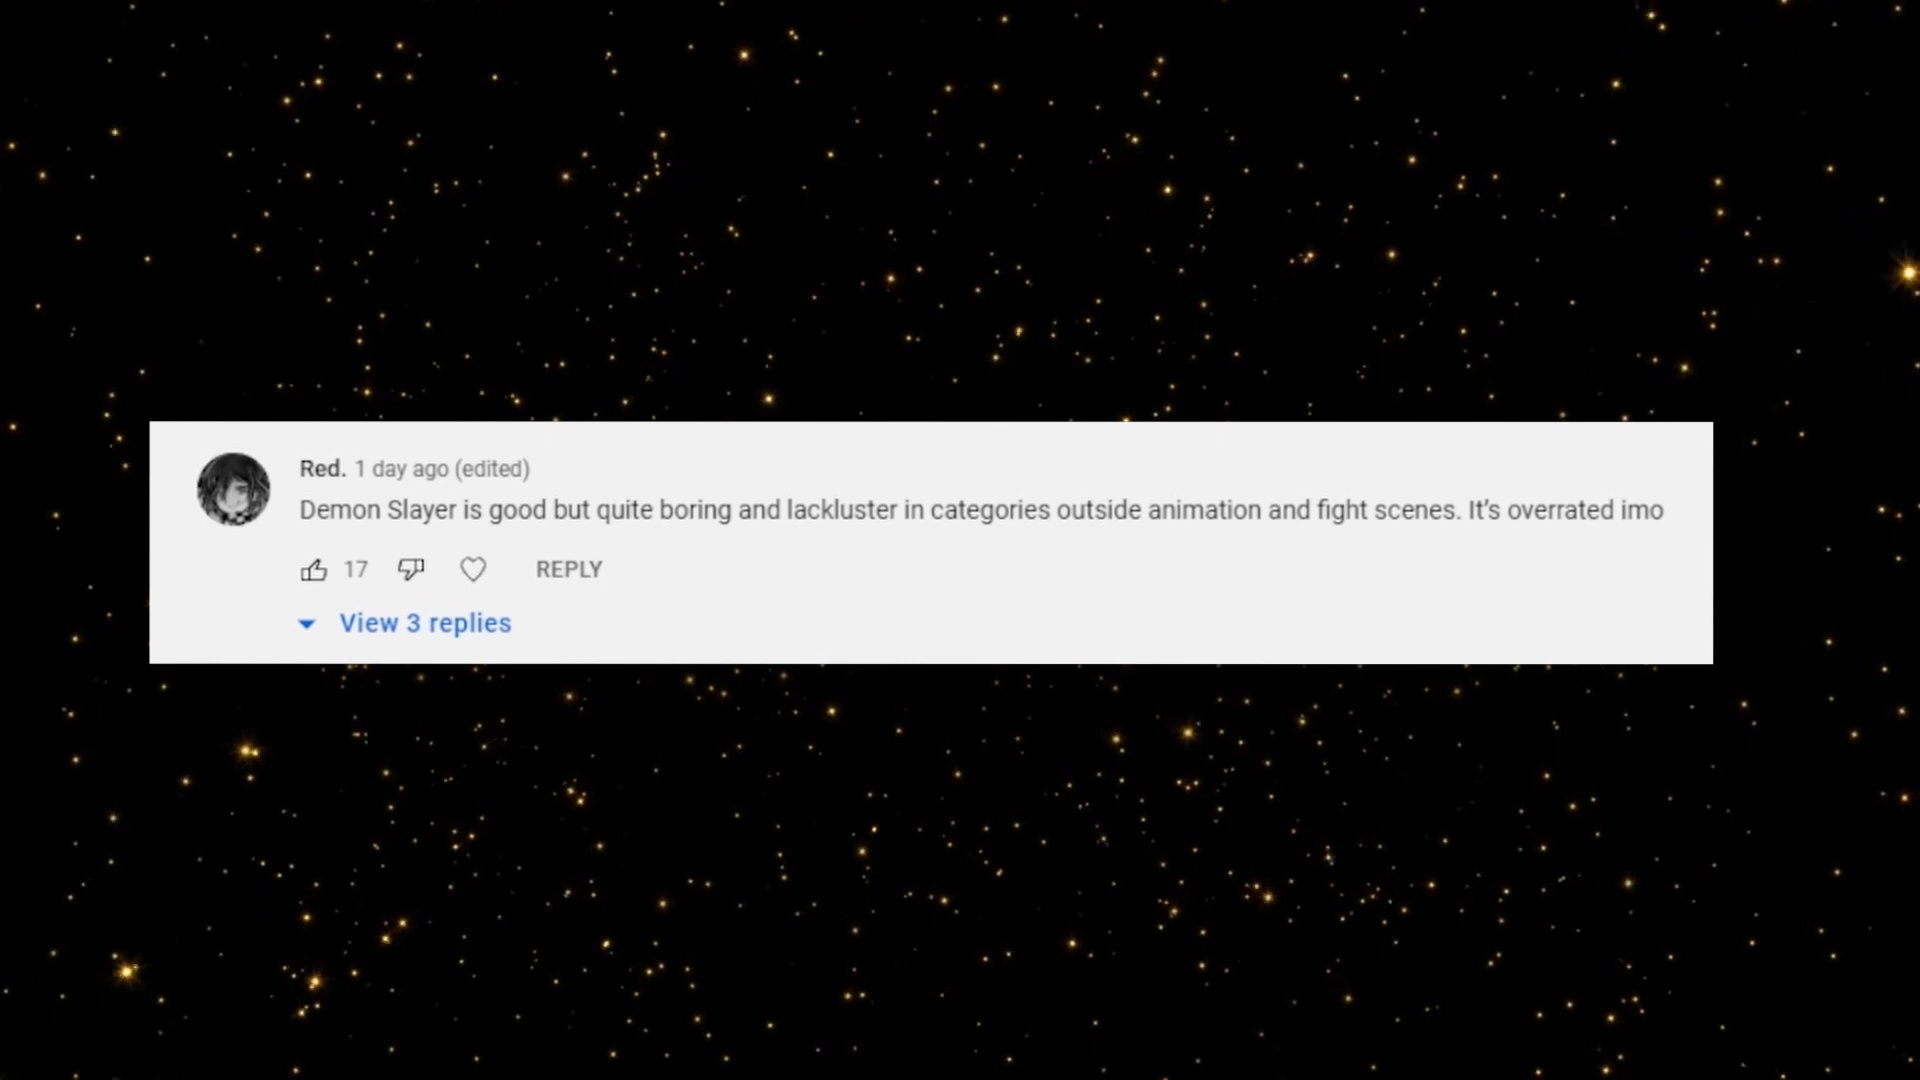 Red. 1 day ago (edited)
Demon Slayer is good but quite boring and lackluster in categories outside animation and fight scenes. It’s overrated imo
17 REPLY
View 3 replies